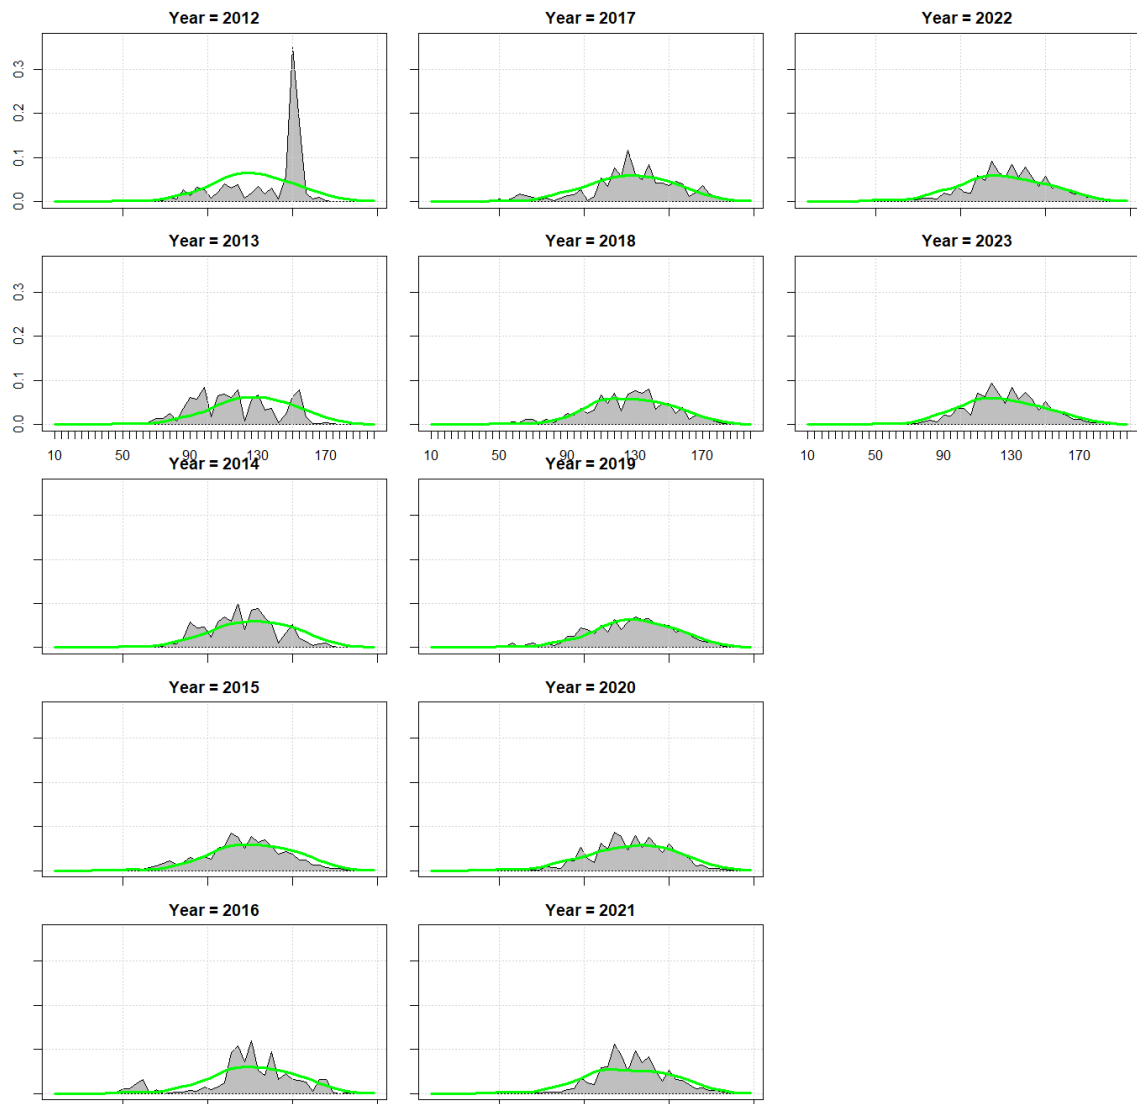 Year = 2012
Year = 2017
Year = 2022
0.0 0.1 0.2 0.3
Year = 2013
Year = 2018
Year = 2023
0.0 0.1 0.2 0.3
10 50 90 130 170
10 50 90 130 170
10 50 90 130 170
Year = 2014
Year = 2019
Year = 2015
Year = 2020
Year = 2016
Year = 2021